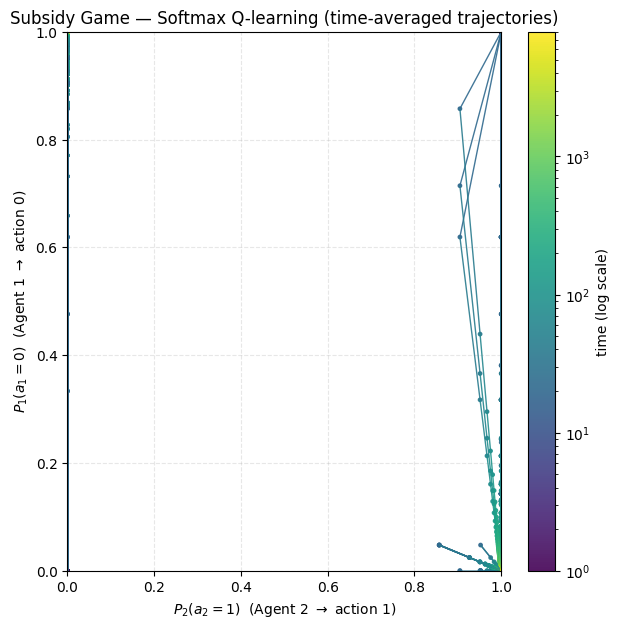 Subsidy Game — Softmax Q-learning (time-averaged trajectories)
1.0
0.8
0.6
0.4
0.2
0.0
P₁(a₁ = 0) (Agent 1 → action 0)
0.0 0.2 0.4 0.6 0.8 1.0
P₂(a₂ = 1) (Agent 2 → action 1)
10³
10²
10¹
10⁰
time (log scale)